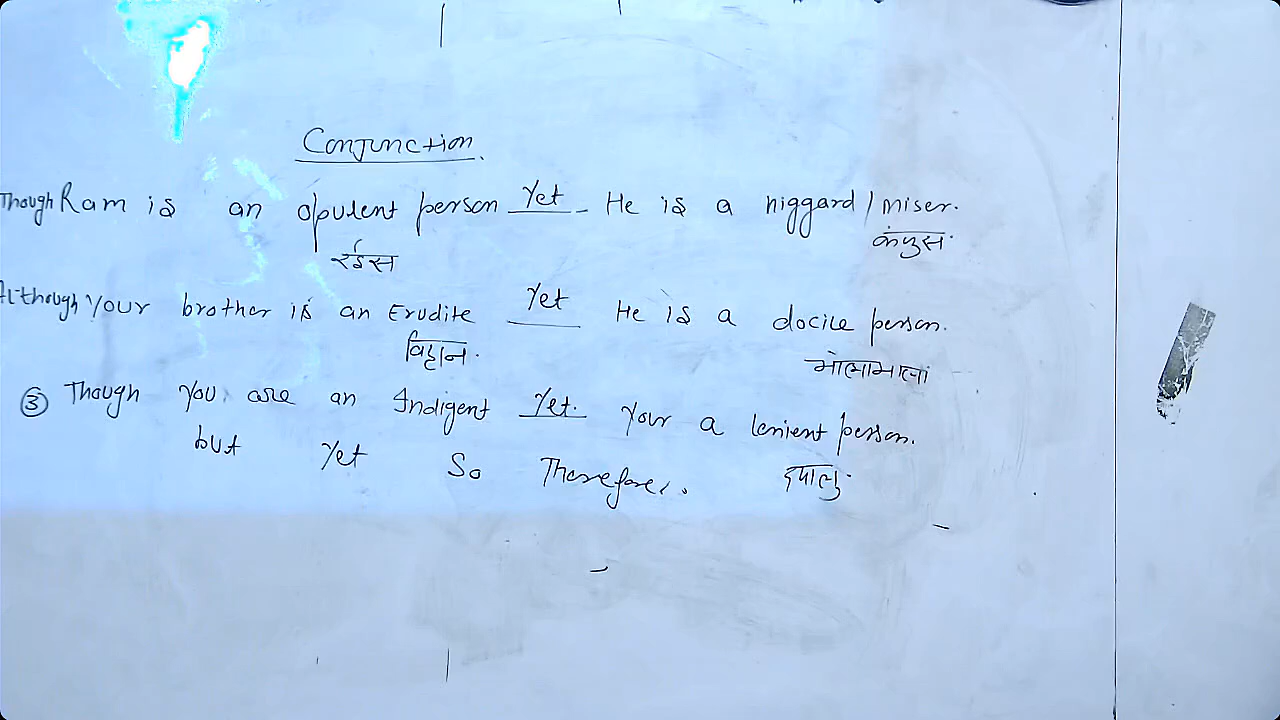 Conjunction.
Though Ram is an opulent person Yet He is a niggard / miser.
रईस कंजुस.
Although your brother is an Erudite Yet He is a docile person.
विद्वान. भोलाभाला
③ Though You are an Indigent Yet. Your a lenient person.
but Yet So Therefore.
दयालु.